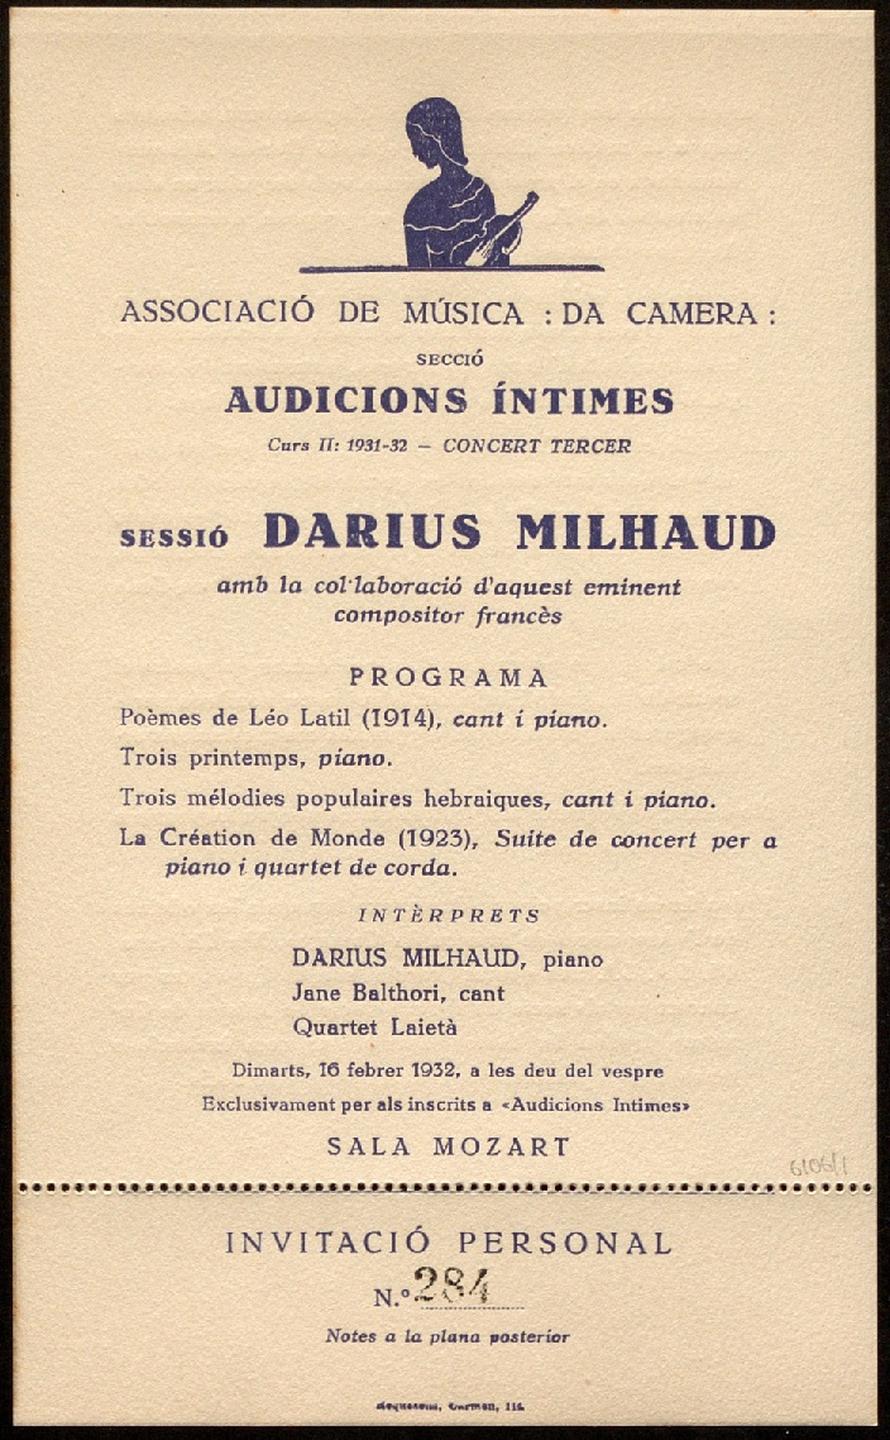 ASSOCIACIÓ DE MÚSICA : DA CAMERA :
SECCIÓ
AUDICIONS ÍNTIMES
Curs II: 1931-32 — CONCERT TERCER
SESSIÓ DARIUS MILHAUD
amb la col·laboració d'aquest eminent
compositor francès
PROGRAMA
Poèmes de Léo Latil (1914), cant i piano.
Trois printemps, piano.
Trois mélodies populaires hebraiques, cant i piano.
La Création de Monde (1923), Suite de concert per a
piano i quartet de corda.
INTÈRPRETS
DARIUS MILHAUD, piano
Jane Balthori, cant
Quartet Laietà
Dimarts, 16 febrer 1932, a les deu del vespre
Exclusivament per als inscrits a «Audicions Intimes»
SALA MOZART
6106/1
INVITACIÓ PERSONAL
N.º 284
Notes a la plana posterior
Carmen,